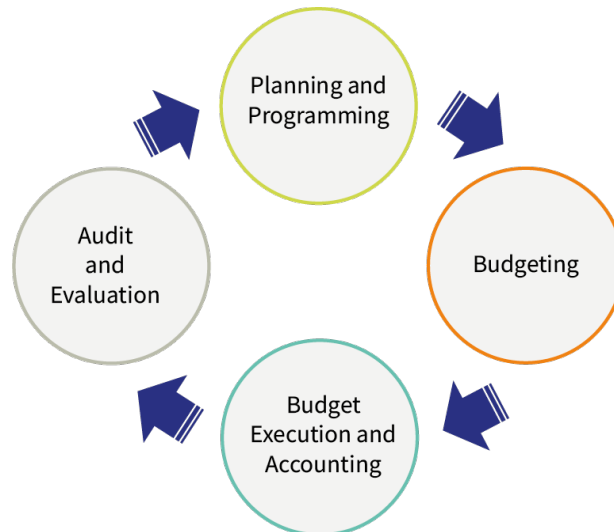 Planning and
Programming
Budgeting
Budget
Execution and
Accounting
Audit
and
Evaluation